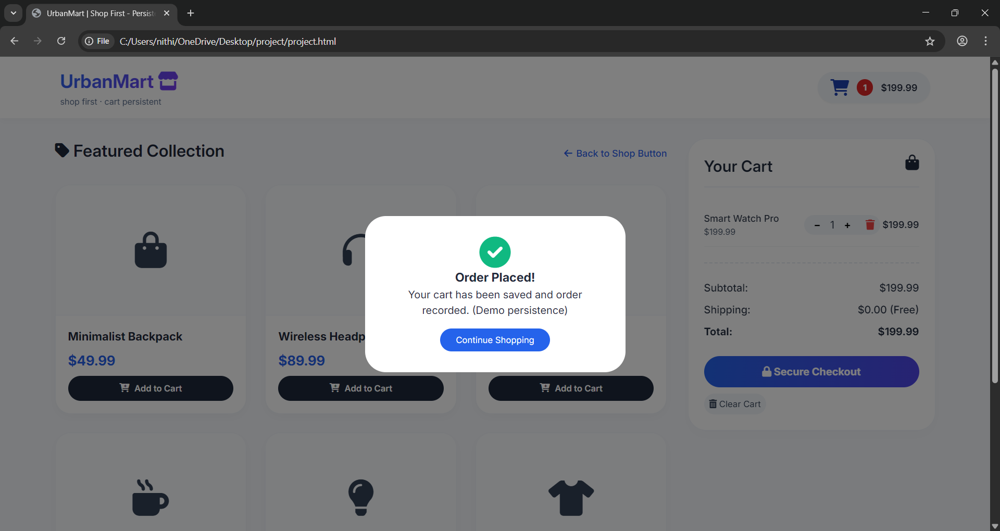 UrbanMart | Shop First - Persist
File
C:/Users/nithi/OneDrive/Desktop/project/project.html
UrbanMart
shop first · cart persistent
1
$199.99
Featured Collection
← Back to Shop Button
Minimalist Backpack
$49.99
Add to Cart
Wireless Headp
$89.99
Add to Cart
Add to Cart
Order Placed!
Your cart has been saved and order
recorded. (Demo persistence)
Continue Shopping
Your Cart
Smart Watch Pro
$199.99
− 1 +
$199.99
Subtotal: $199.99
Shipping: $0.00 (Free)
Total: $199.99
Secure Checkout
Clear Cart